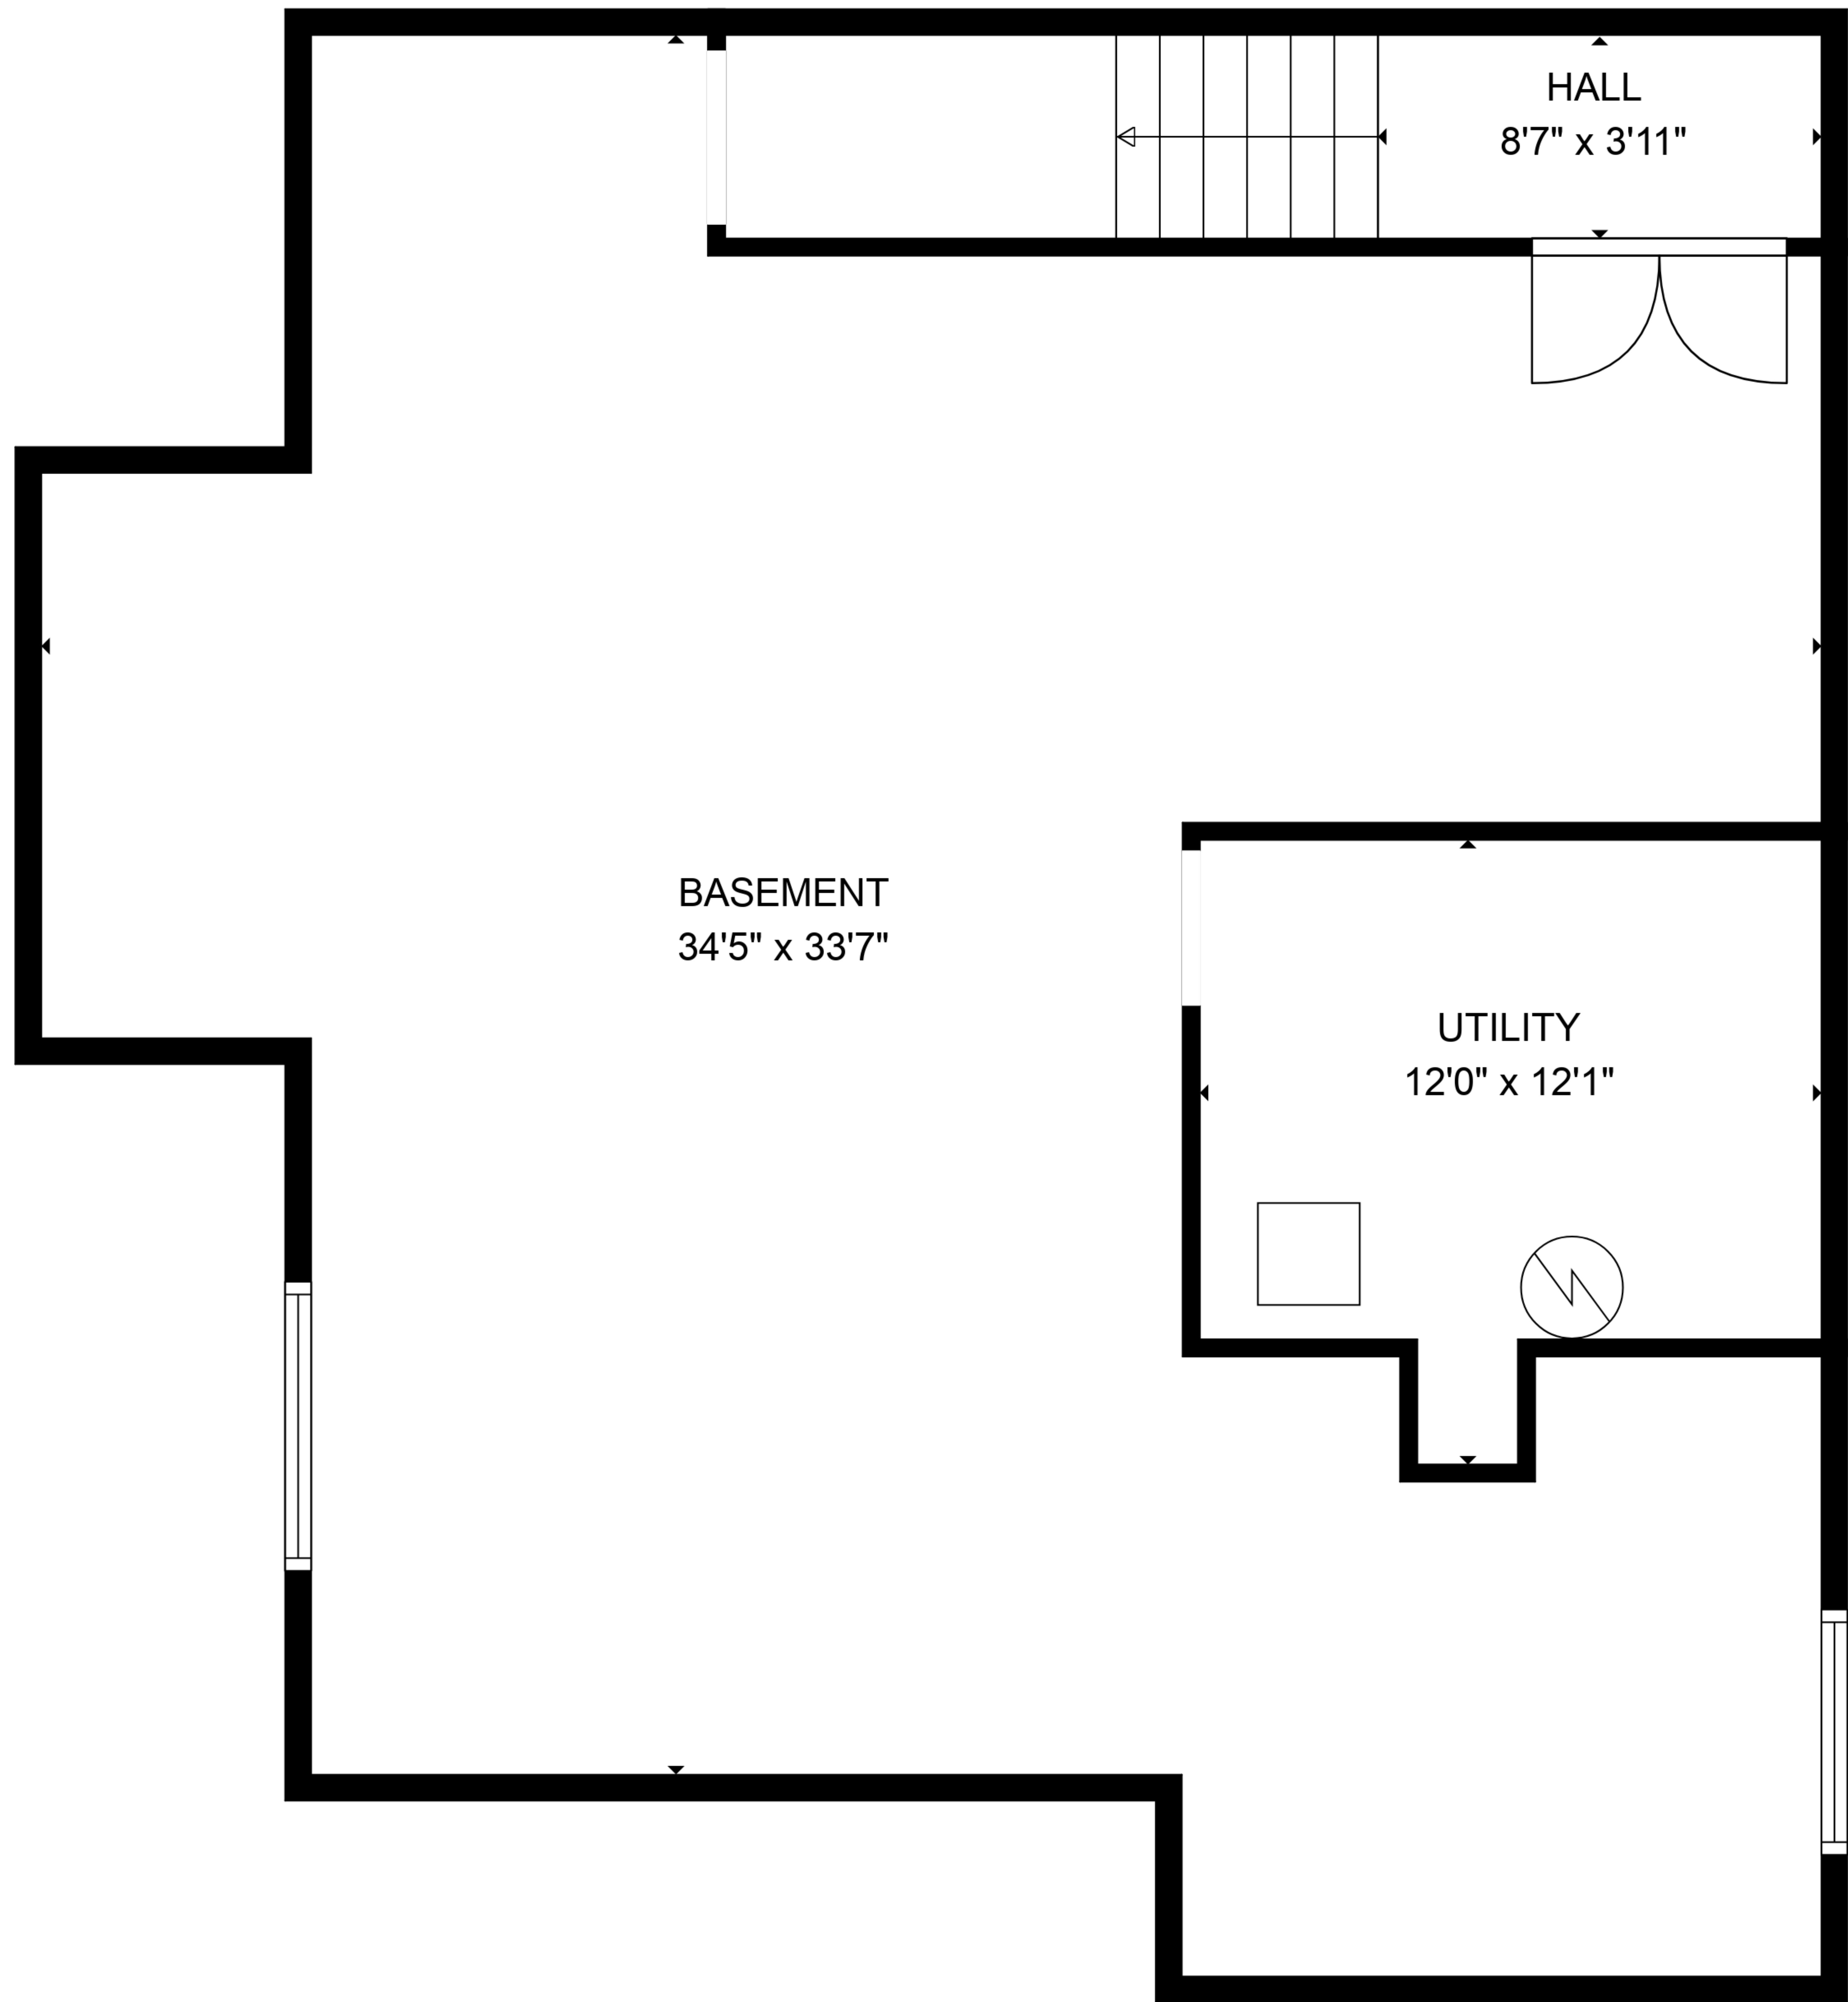 HALL
8'7" x 3'11"
BASEMENT
34'5" x 33'7"
UTILITY
12'0" x 12'1"